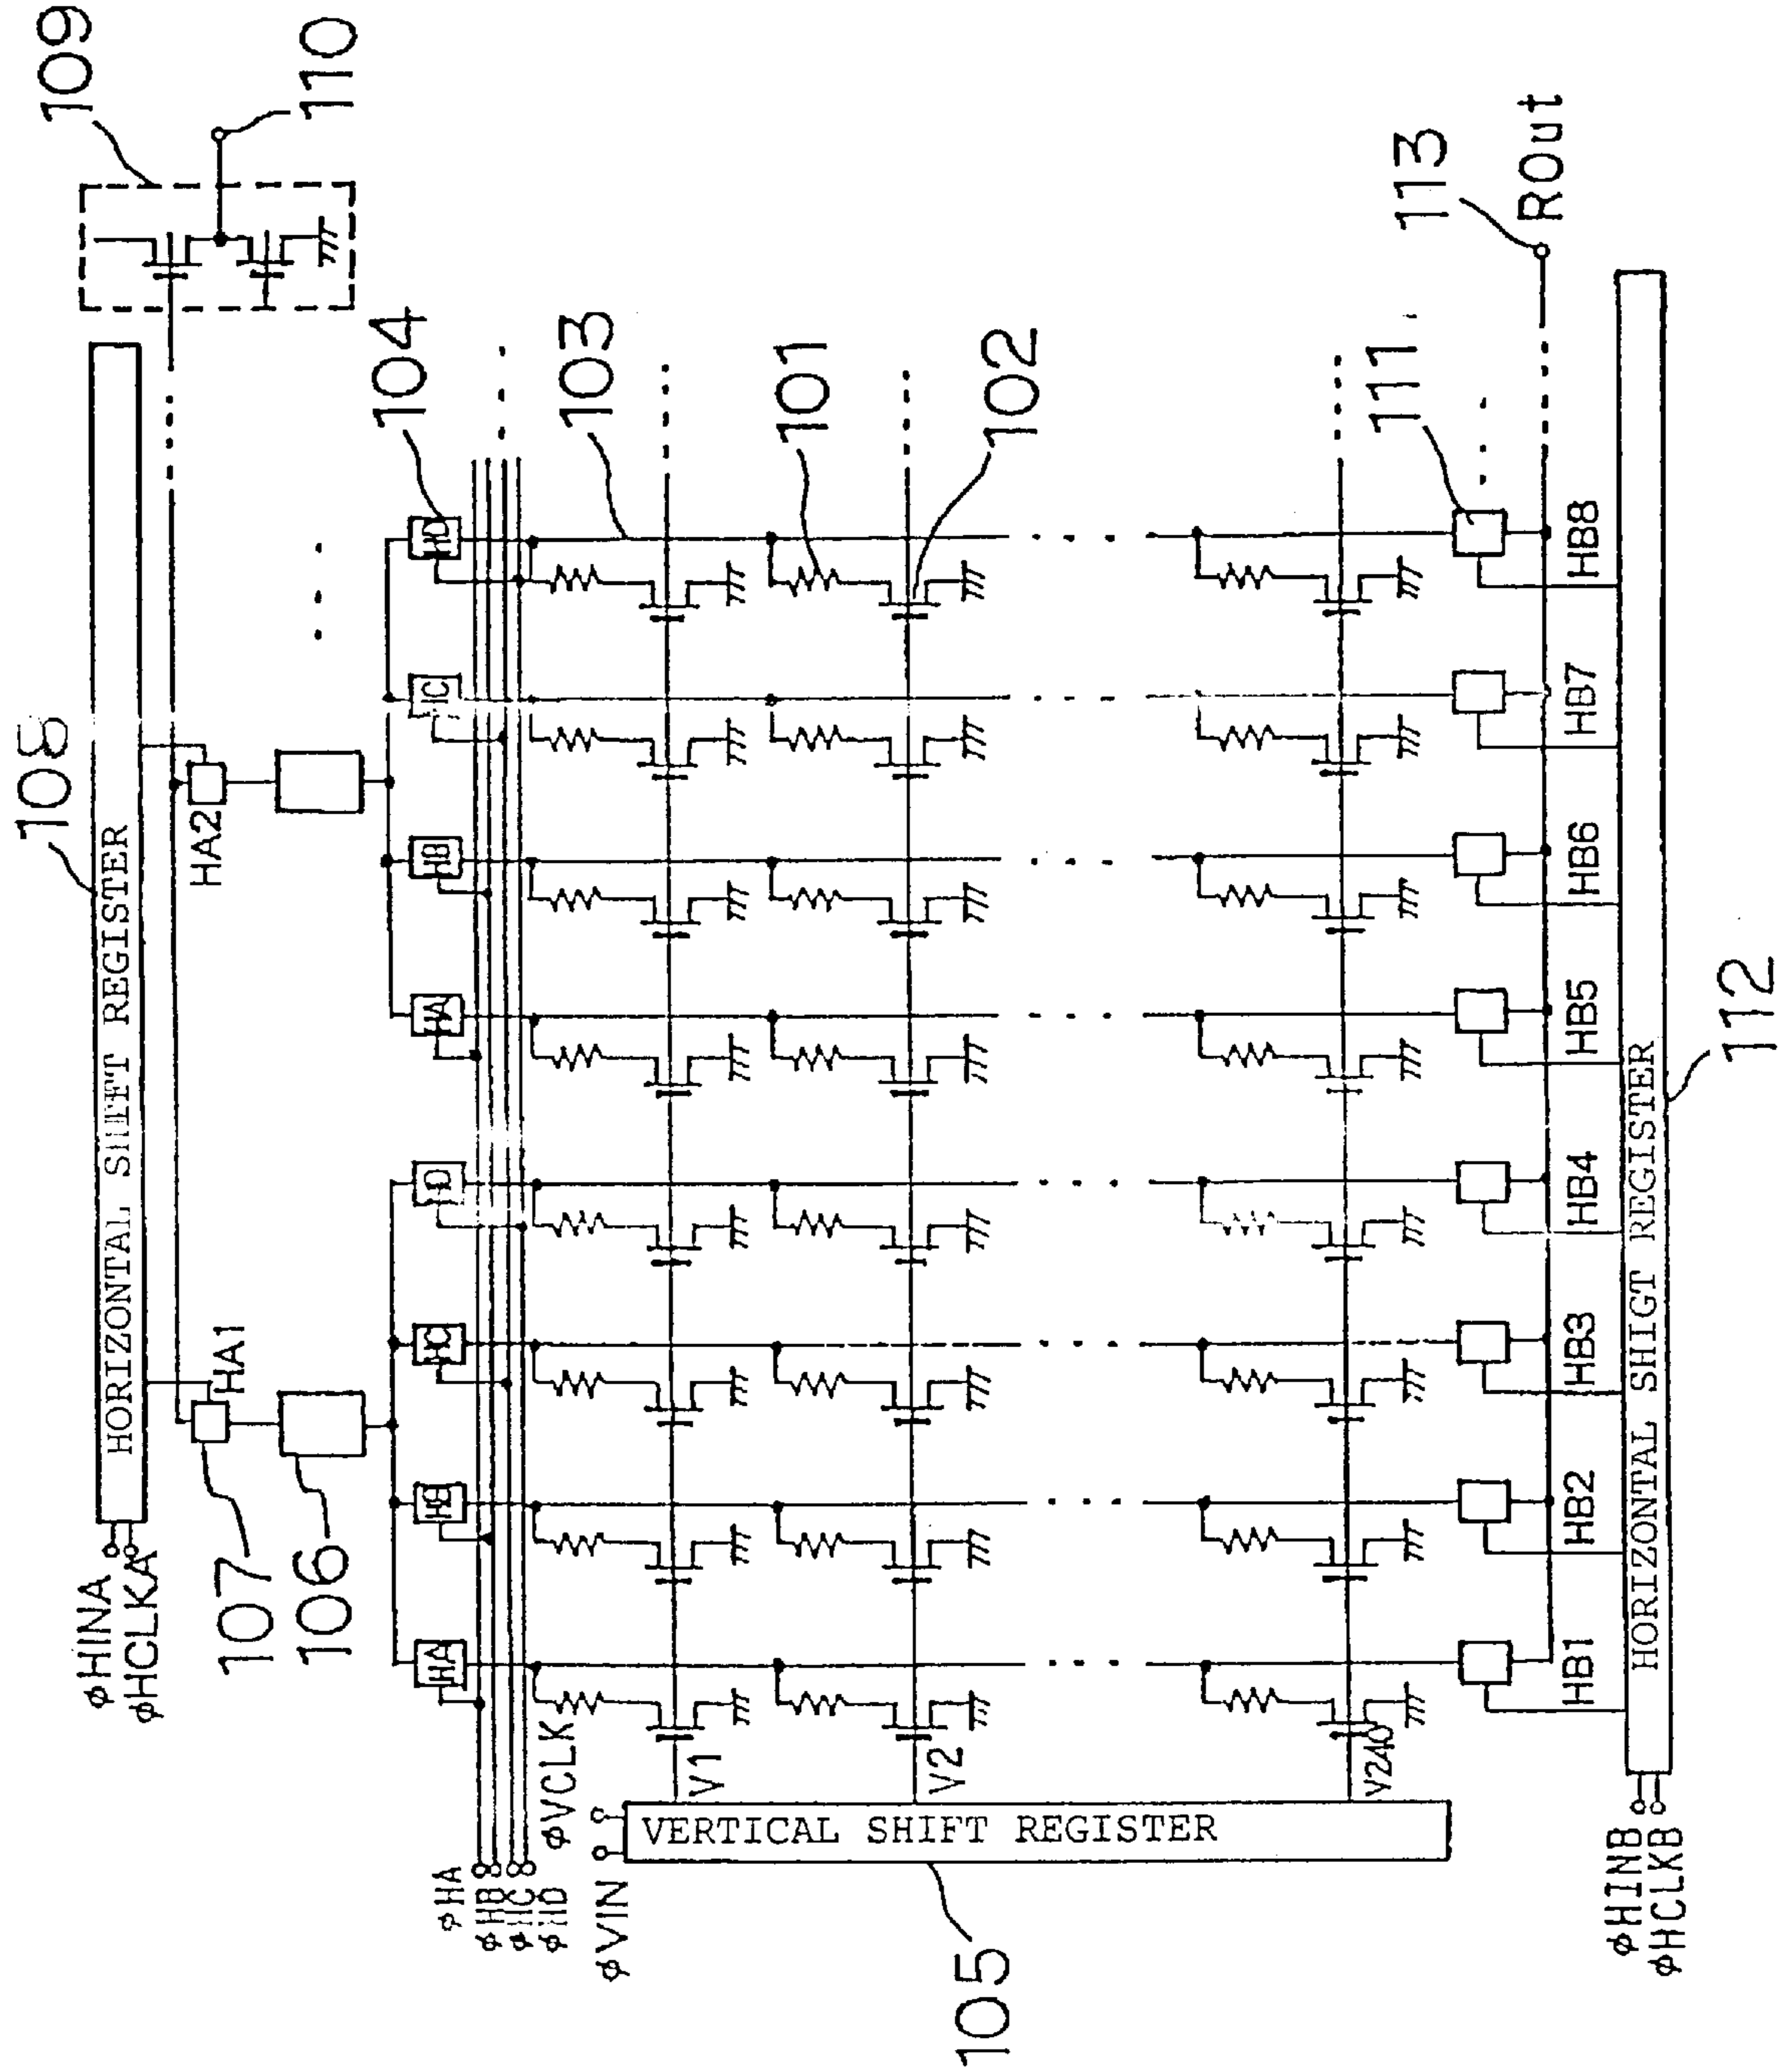 108
HORIZONTAL SHIFT REGISTER
109
110
φHINA
φHCLKA
HA1
HA2
107
106
104
HA
HB
HC
HD
HA
HB
HC
HD
φHA
φHB
φHC
φHD
φVIN
φVCLK
103
101
102
V1
V2
V240
VERTICAL SHIFT REGISTER
105
111
113
ROut
HB1
HB2
HB3
HB4
HB5
HB6
HB7
HB8
φHINB
φHCLKB
HORIZONTAL SHIGT REGISTER
112